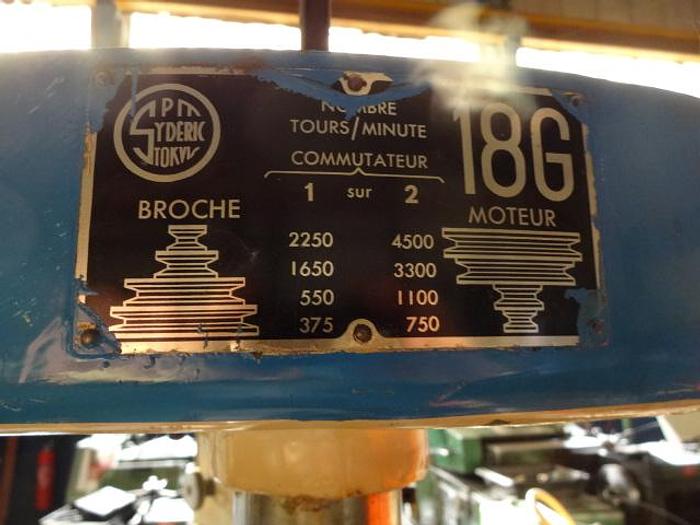 SPM
SYDERIC
STOKVIS
NOMBRE
TOURS/MINUTE
18G
COMMUTATEUR
1 sur 2
BROCHE
MOTEUR
2250 4500
1650 3300
550 1100
375 750